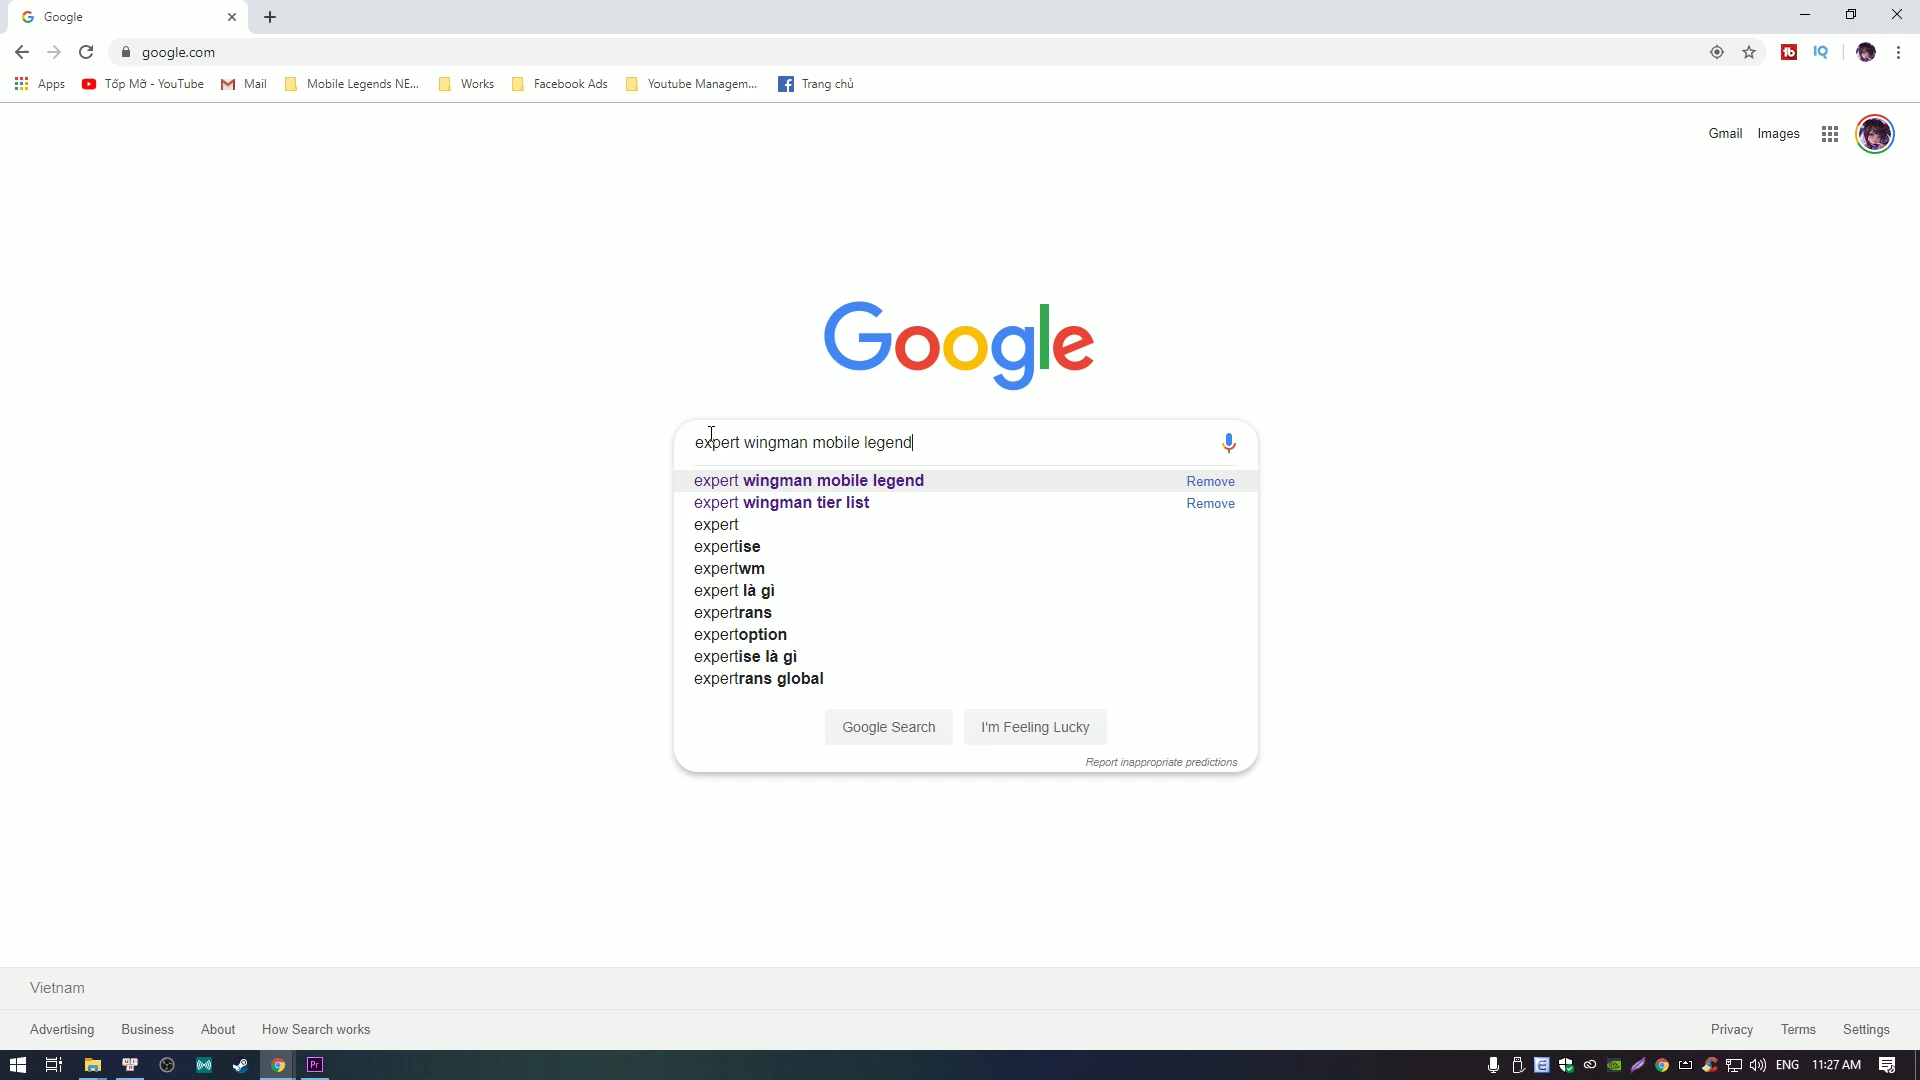 Google
google.com
Apps Tốp Mỡ - YouTube Mail Mobile Legends NE... Works Facebook Ads Youtube Managem... Trang chủ
Gmail Images
Google
expert wingman mobile legend
expert wingman mobile legend Remove
expert wingman tier list Remove
expert
expertise
expertwm
expert là gì
expertrans
expertoption
expertise là gì
expertrans global
Google Search I'm Feeling Lucky
Report inappropriate predictions
Vietnam
Advertising Business About How Search works Privacy Terms Settings
Pr ENG 11:27 AM